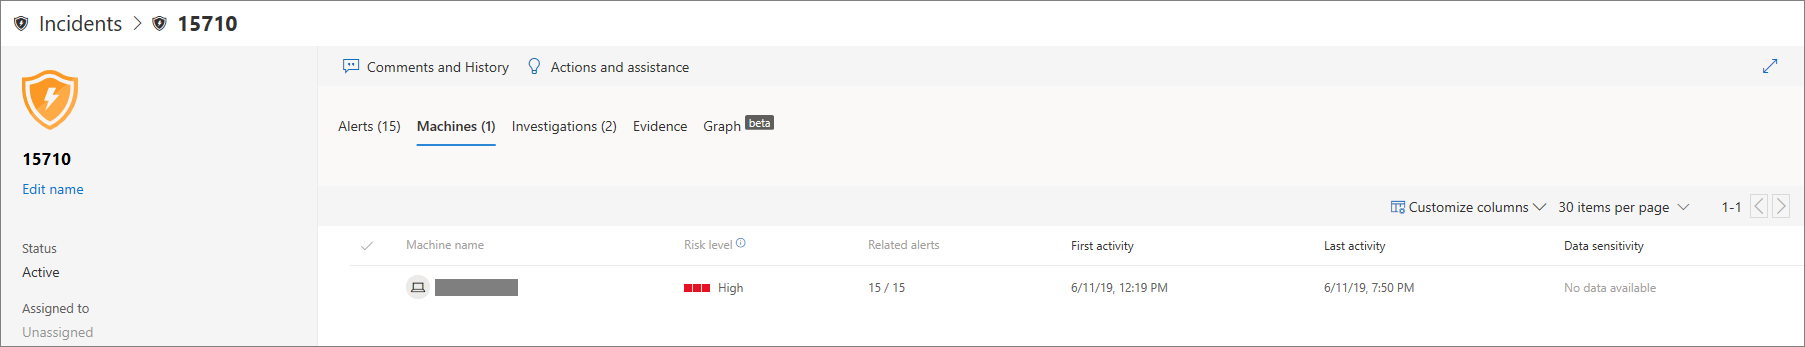 Incidents > 15710
Comments and History Actions and assistance
15710
Edit name
Status
Active
Assigned to
Unassigned
Alerts (15) Machines (1) Investigations (2) Evidence Graph beta
Customize columns 30 items per page 1-1
Machine name Risk level Related alerts First activity Last activity Data sensitivity
High 15 / 15 6/11/19, 12:19 PM 6/11/19, 7:50 PM No data available